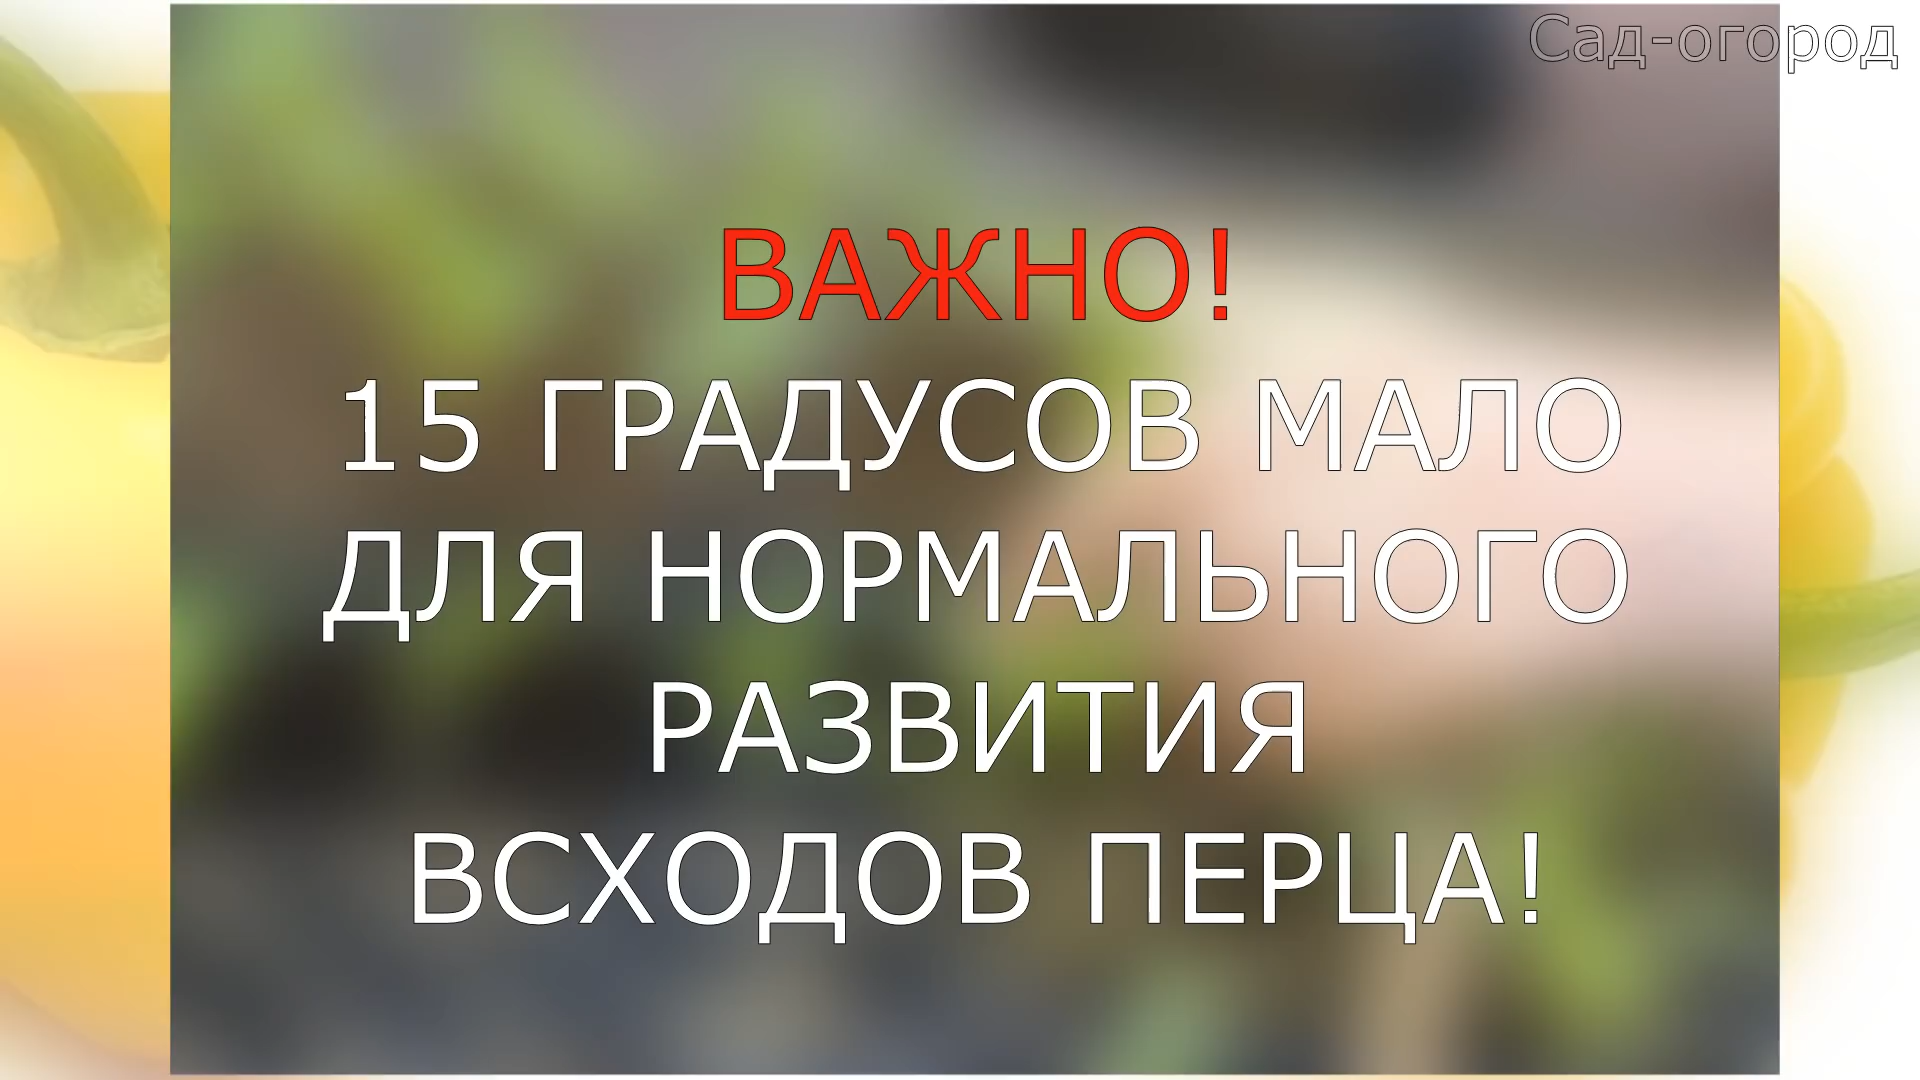 Сад-огород
ВАЖНО!
15 ГРАДУСОВ МАЛО
ДЛЯ НОРМАЛЬНОГО
РАЗВИТИЯ
ВСХОДОВ ПЕРЦА!